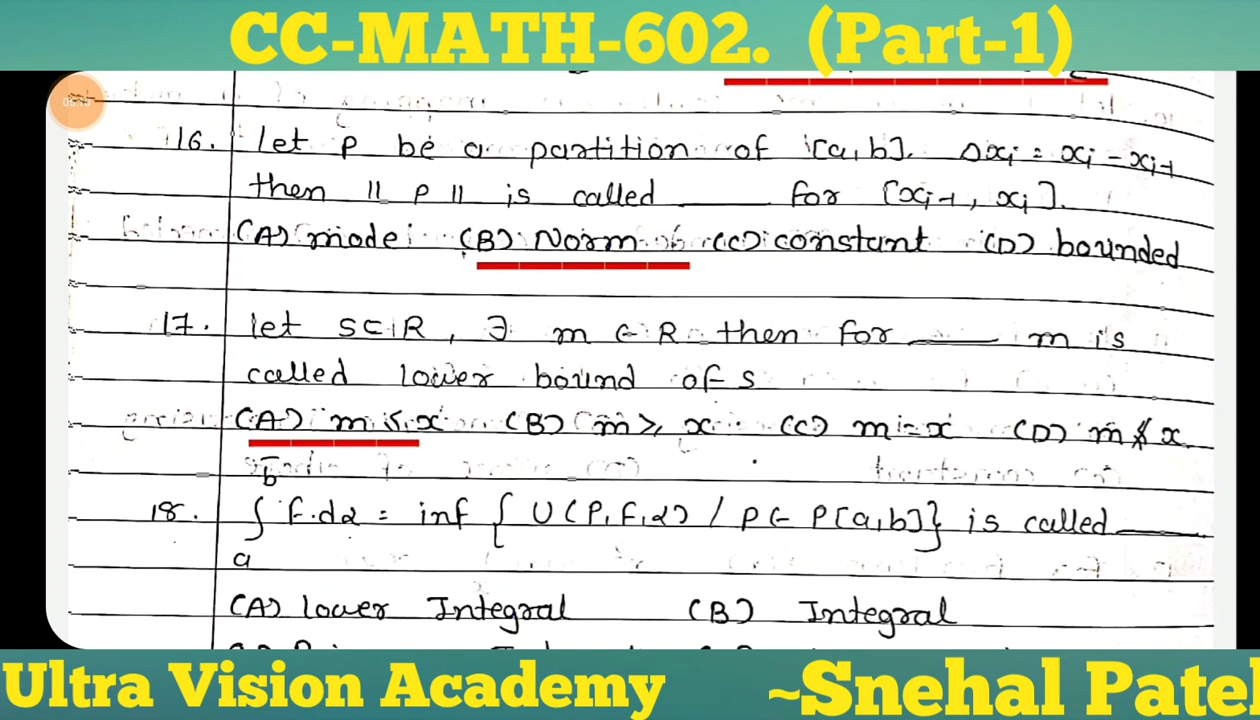 CC-MATH-602. (Part-1)
16. let P be a partition of [a,b]. Δxi = xi - xi-1
then || P || is called ____ for [xi-1, xi].
(A) mode (B) Norm (C) constant (D) bounded
17. let S⊂R, ∃ m ∈ R then for ____ m is
called lower bound of S
(A) m ≤ x (B) m ≥ x (C) m = x (D) m ≮ x
18. ∫ₐᵇ f.dα = inf { U(P,f,α) / P ∈ P[a,b]} is called ____
(A) lower Integral (B) Integral
Ultra Vision Academy ~Snehal Patel